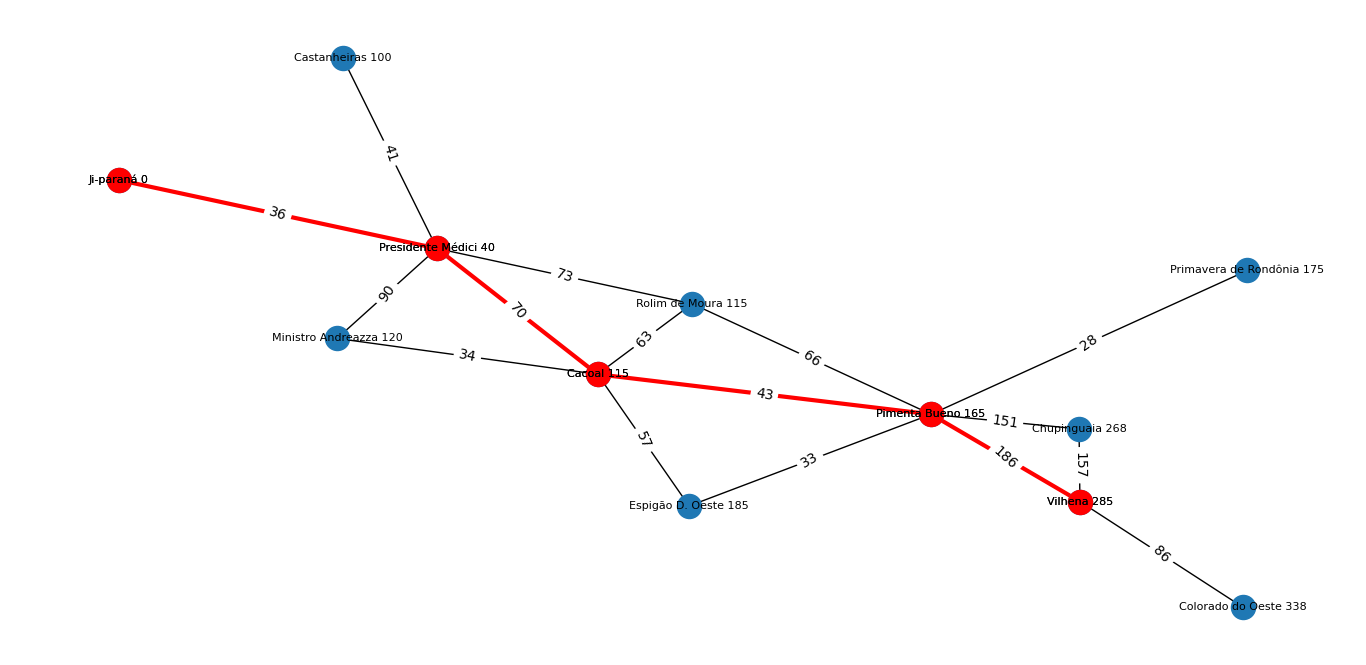 Castanheiras 100
41
Ji-paraná 0
36
Presidente Médici 40
73
Primavera de Rondônia 175
90
70
Rolim de Moura 115
Ministro Andreazza 120
63
28
34
66
Cacoal 115
43
Pimenta Bueno 165
151
Chupinguaia 268
57
33
186
157
Espigão D. Oeste 185
Vilhena 285
86
Colorado do Oeste 338